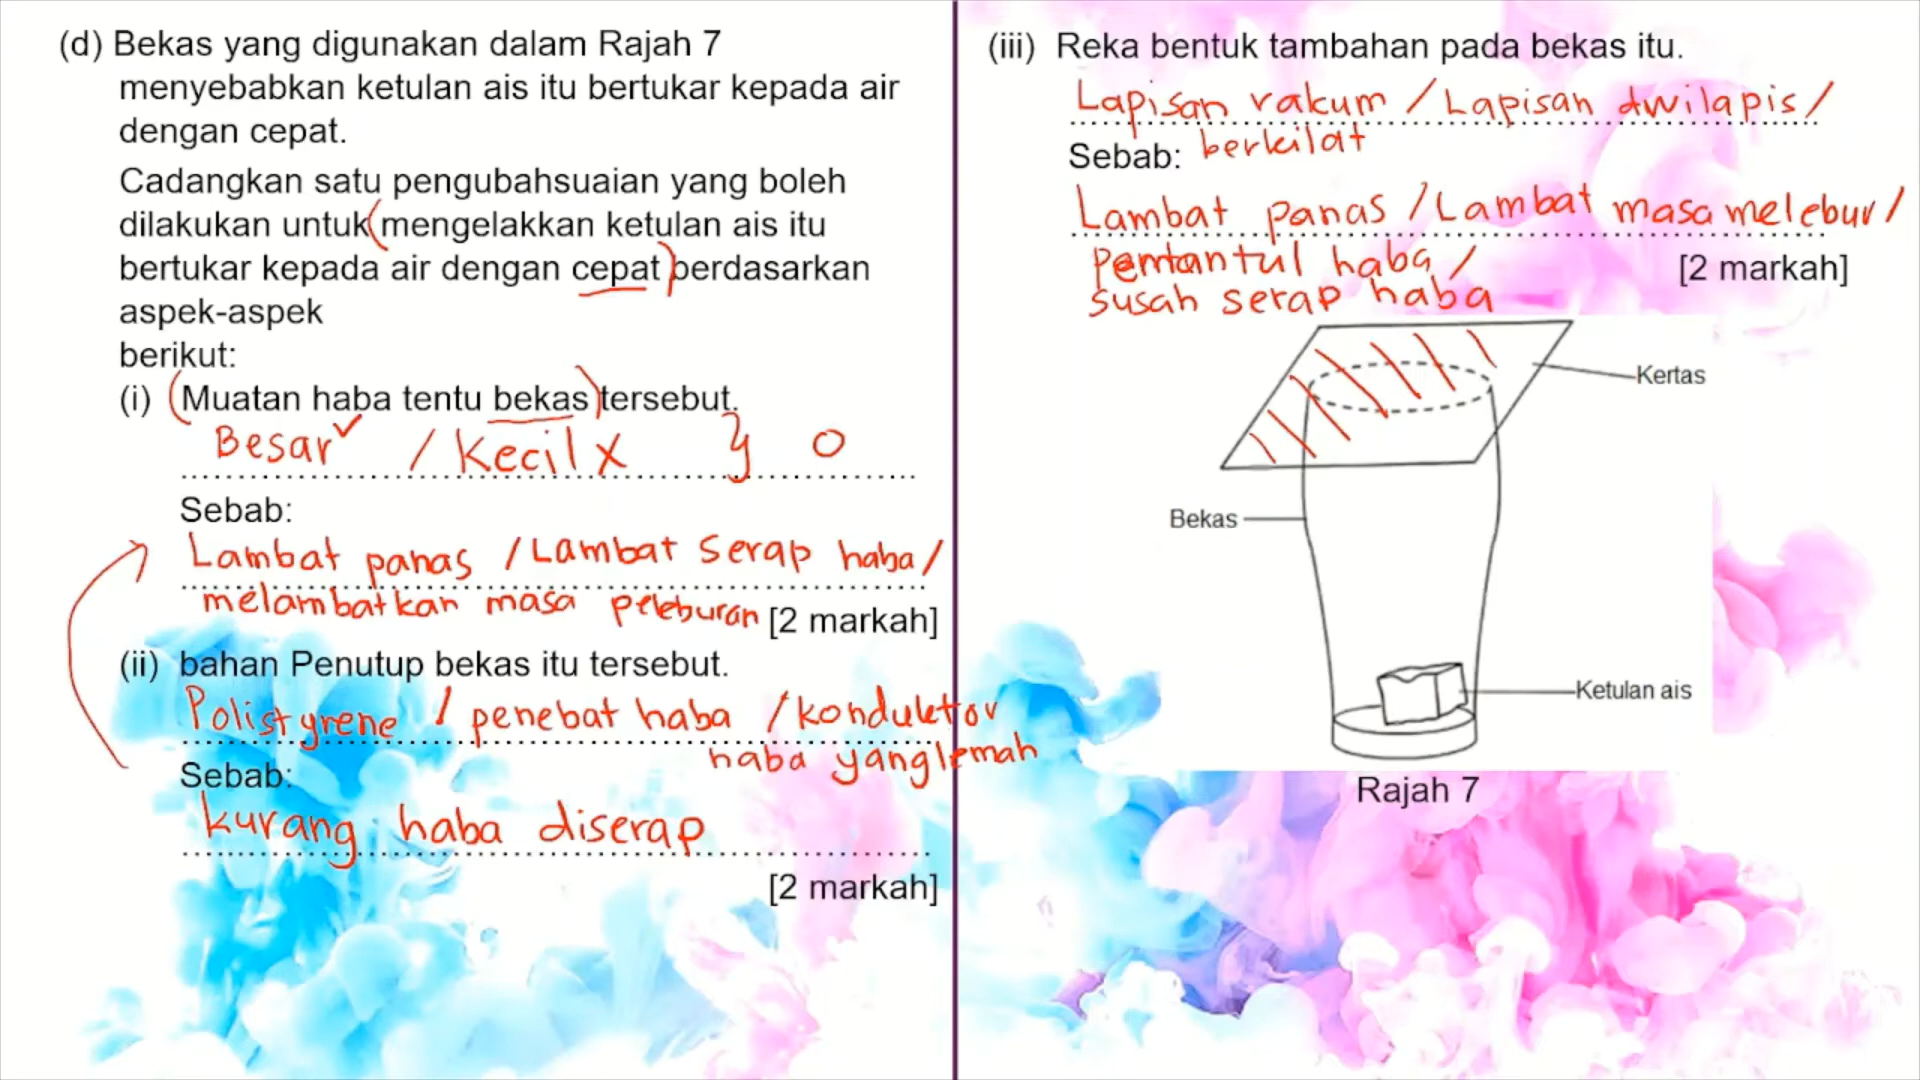 (d) Bekas yang digunakan dalam Rajah 7
menyebabkan ketulan ais itu bertukar kepada air
dengan cepat.
Cadangkan satu pengubahsuaian yang boleh
dilakukan untuk (mengelakkan ketulan ais itu
bertukar kepada air dengan cepat) berdasarkan
aspek-aspek
berikut:
(i) (Muatan haba tentu bekas) tersebut.
Besar ✓ / Kecil X } O
Sebab:
Lambat panas / Lambat serap haba /
melambatkan masa peleburan [2 markah]
(ii) bahan Penutup bekas itu tersebut.
Polistyrene / penebat haba / konduktor
haba yang lemah
Sebab:
kurang haba diserap
[2 markah]
(iii) Reka bentuk tambahan pada bekas itu.
Lapisan vakum / Lapisan dwilapis /
berkilat
Sebab:
Lambat panas / Lambat masa melebur /
Pemantul haba /
[2 markah]
susah serap haba
Kertas
Bekas
Ketulan ais
Rajah 7